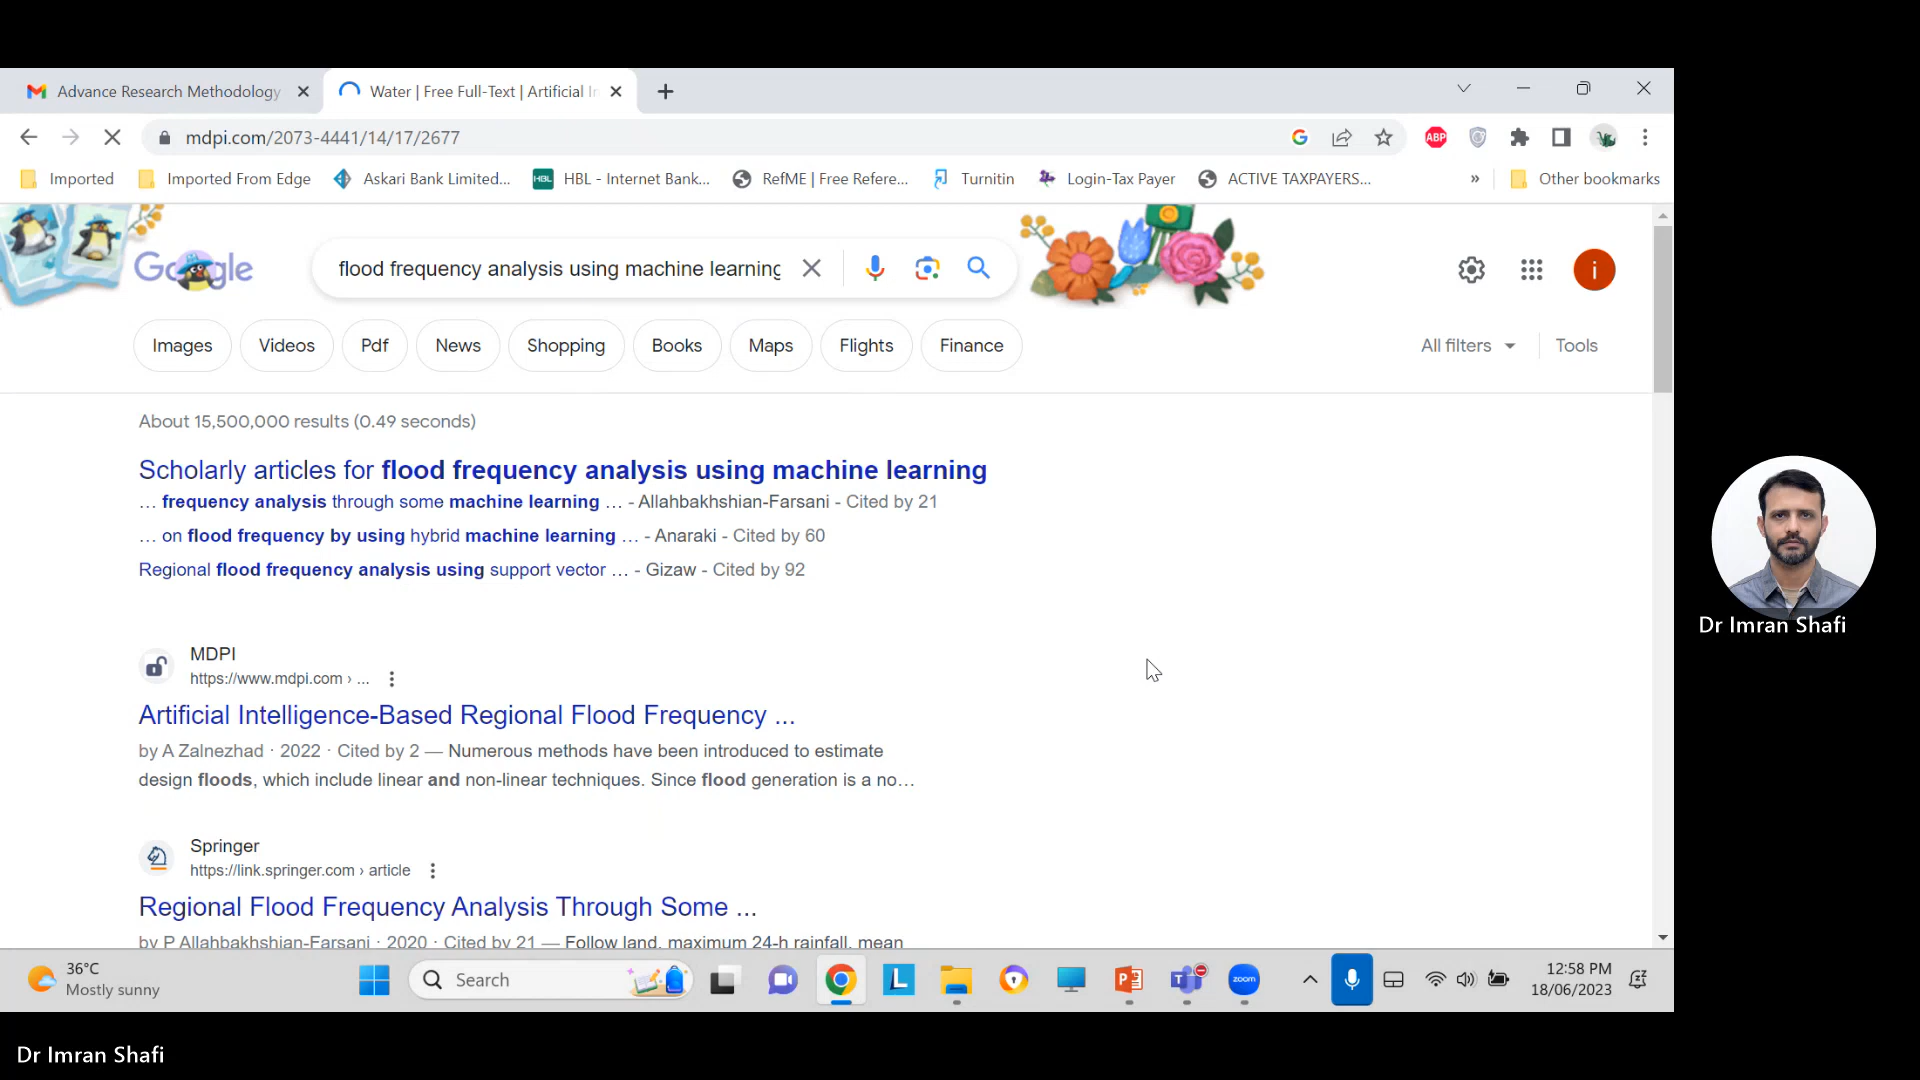 Advance Research Methodology
Water | Free Full-Text | Artificial In
mdpi.com/2073-4441/14/17/2677
ABP
Imported
Imported From Edge
Askari Bank Limited...
HBL
HBL - Internet Bank...
RefME | Free Refere...
Turnitin
Login-Tax Payer
ACTIVE TAXPAYERS...
»
Other bookmarks
Google
flood frequency analysis using machine learning
i
Images
Videos
Pdf
News
Shopping
Books
Maps
Flights
Finance
All filters
Tools
About 15,500,000 results (0.49 seconds)
Scholarly articles for flood frequency analysis using machine learning
... frequency analysis through some machine learning ... - Allahbakhshian-Farsani - Cited by 21
... on flood frequency by using hybrid machine learning ... - Anaraki - Cited by 60
Regional flood frequency analysis using support vector ... - Gizaw - Cited by 92
MDPI
https://www.mdpi.com › ...
Artificial Intelligence-Based Regional Flood Frequency ...
by A Zalnezhad · 2022 · Cited by 2 — Numerous methods have been introduced to estimate
design floods, which include linear and non-linear techniques. Since flood generation is a no...
Springer
https://link.springer.com › article
Regional Flood Frequency Analysis Through Some ...
by P Allahbakhshian-Farsani · 2020 · Cited by 21 — Follow land, maximum 24-h rainfall, mean
Dr Imran Shafi
36°C
Mostly sunny
Search
L
P
T
zoom
12:58 PM
18/06/2023
Dr Imran Shafi